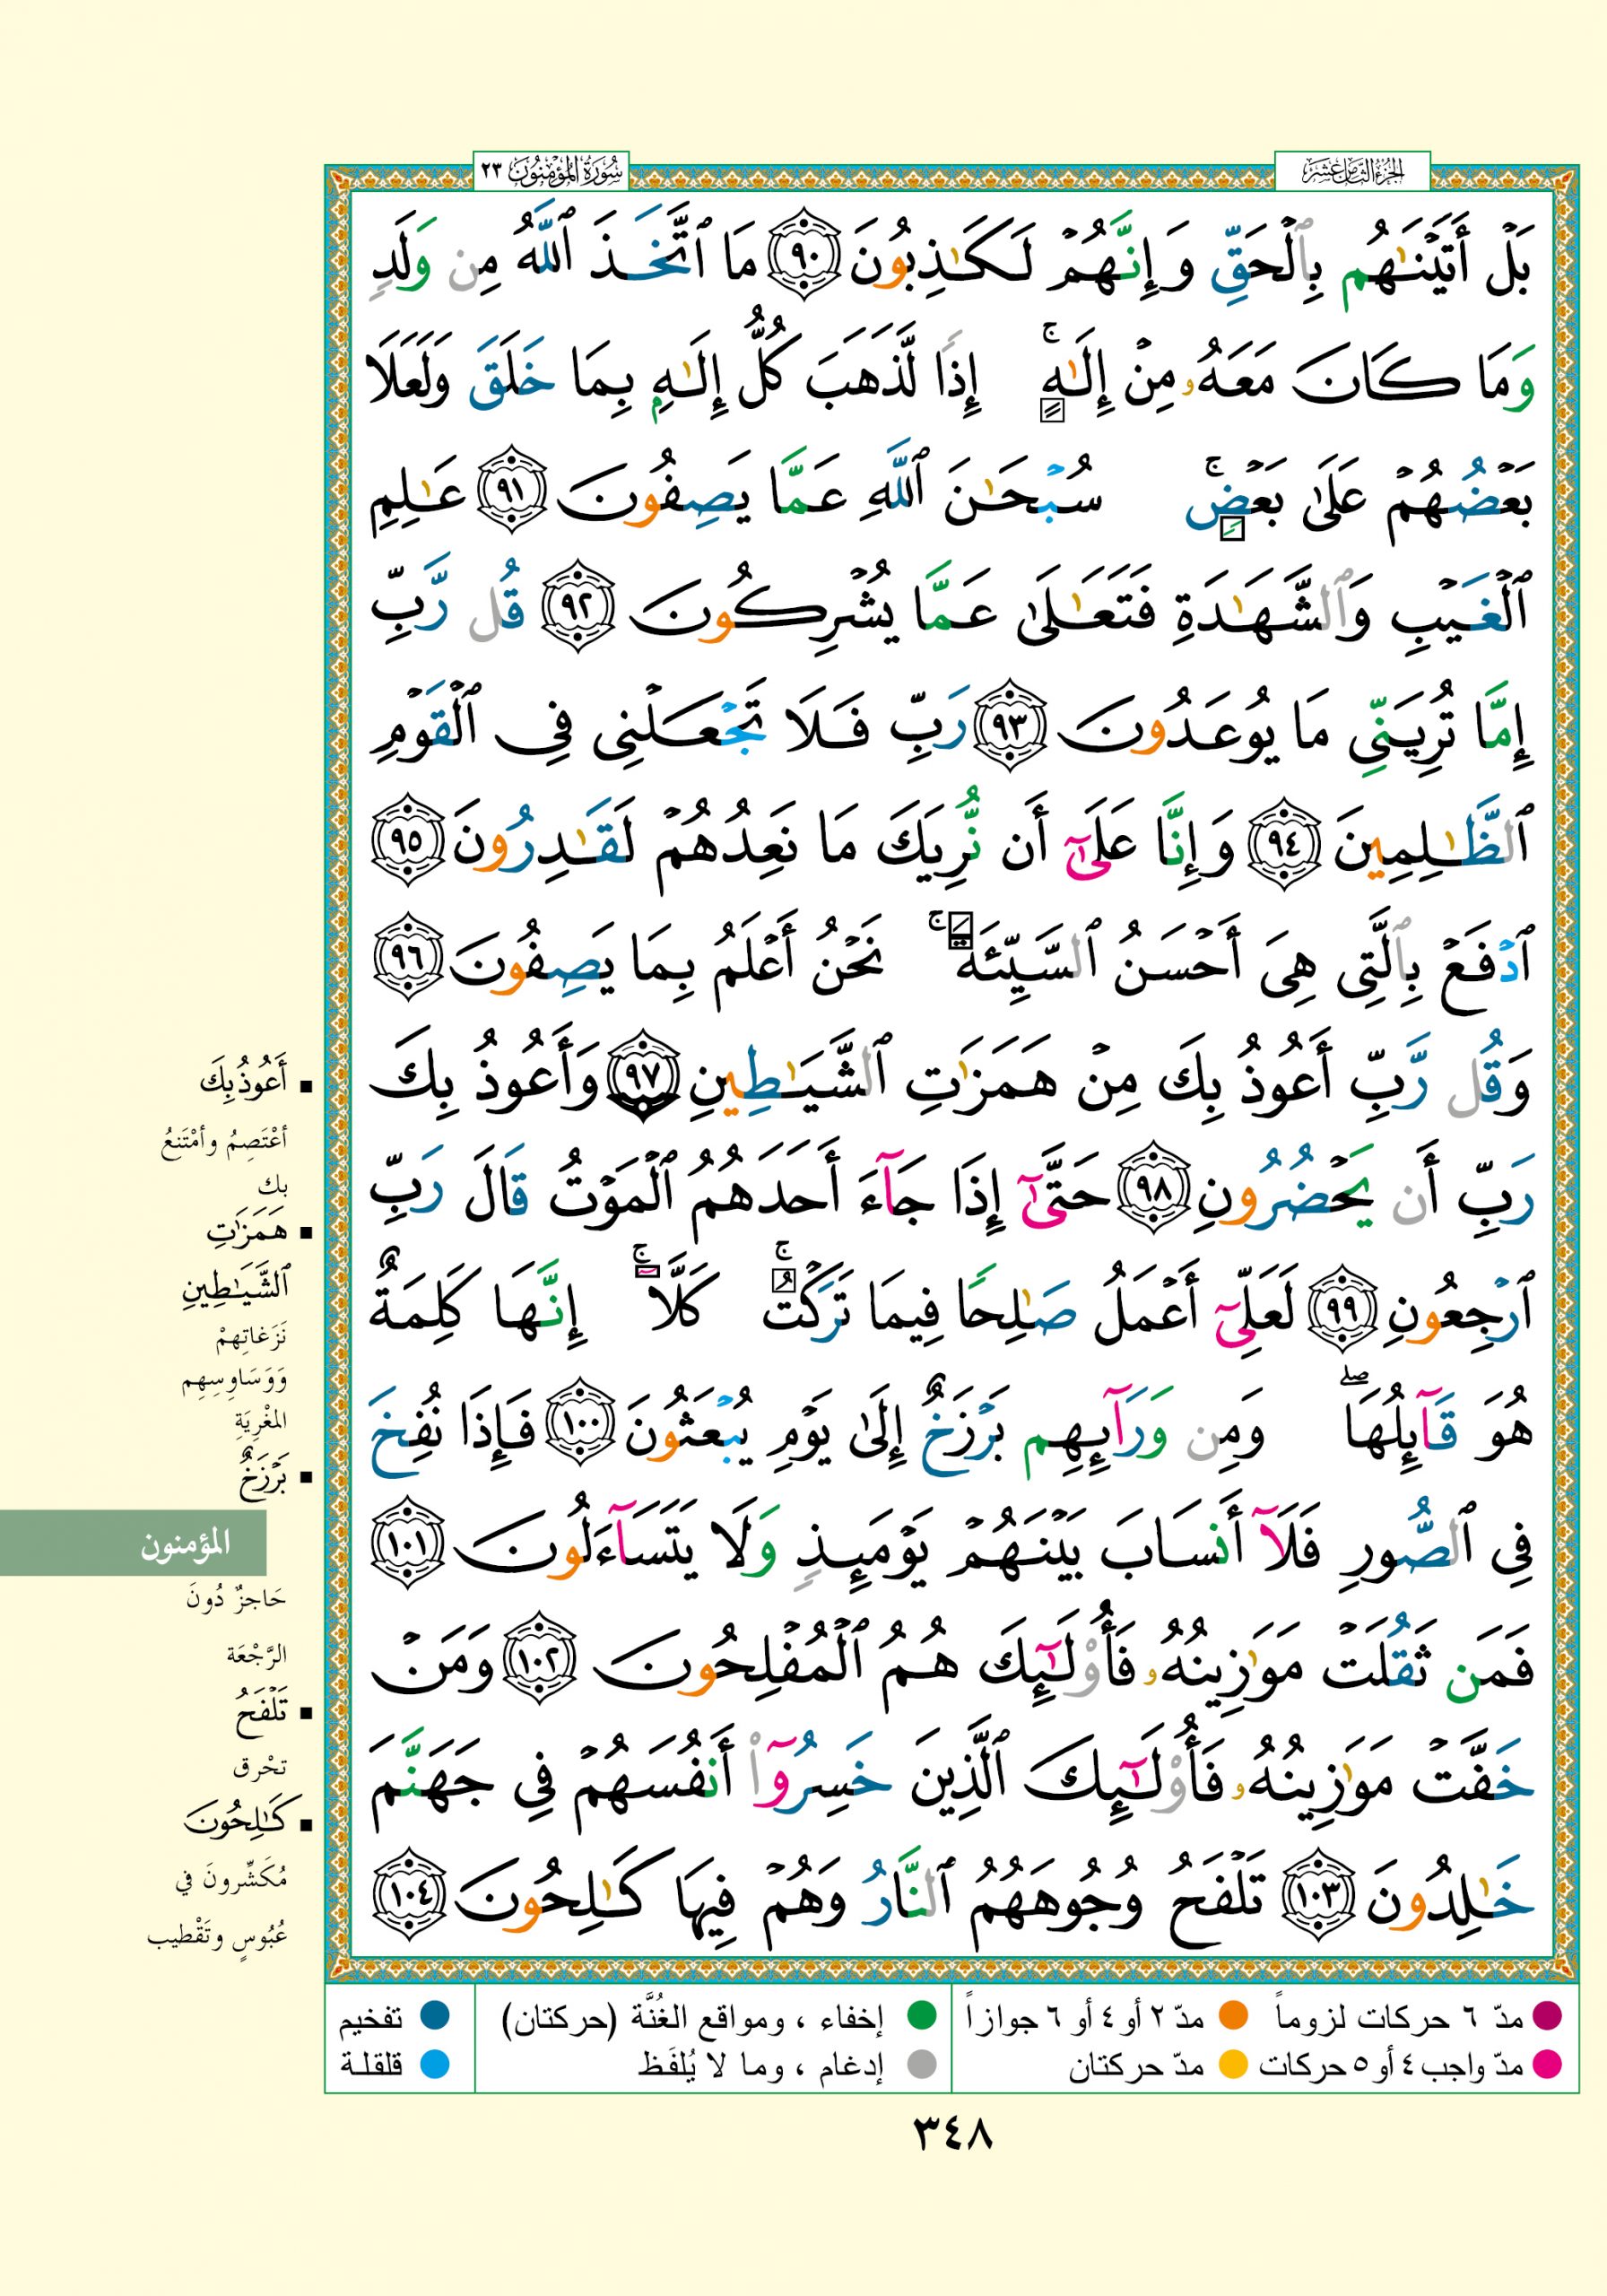 الجزء الثامن عشر
سورة المؤمنون ٢٣
بَلْ أَتَيْنَٰهُم بِٱلْحَقِّ وَإِنَّهُمْ لَكَٰذِبُونَ ٩٠ مَا ٱتَّخَذَ ٱللَّهُ مِن وَلَدٍ
وَمَا كَانَ مَعَهُۥ مِنْ إِلَٰهٍۚ إِذًا لَّذَهَبَ كُلُّ إِلَٰهٍۭ بِمَا خَلَقَ وَلَعَلَا
بَعْضُهُمْ عَلَىٰ بَعْضٍۚ سُبْحَٰنَ ٱللَّهِ عَمَّا يَصِفُونَ ٩١ عَٰلِمِ
ٱلْغَيْبِ وَٱلشَّهَٰدَةِ فَتَعَٰلَىٰ عَمَّا يُشْرِكُونَ ٩٢ قُل رَّبِّ
إِمَّا تُرِيَنِّي مَا يُوعَدُونَ ٩٣ رَبِّ فَلَا تَجْعَلْنِي فِي ٱلْقَوْمِ
ٱلظَّٰلِمِينَ ٩٤ وَإِنَّا عَلَىٰٓ أَن نُّرِيَكَ مَا نَعِدُهُمْ لَقَٰدِرُونَ ٩٥
ٱدْفَعْ بِٱلَّتِي هِيَ أَحْسَنُ ٱلسَّيِّئَةَۚ نَحْنُ أَعْلَمُ بِمَا يَصِفُونَ ٩٦
وَقُل رَّبِّ أَعُوذُ بِكَ مِنْ هَمَزَٰتِ ٱلشَّيَٰطِينِ ٩٧ وَأَعُوذُ بِكَ
رَبِّ أَن يَحْضُرُونِ ٩٨ حَتَّىٰٓ إِذَا جَآءَ أَحَدَهُمُ ٱلْمَوْتُ قَالَ رَبِّ
ٱرْجِعُونِ ٩٩ لَعَلِّيٓ أَعْمَلُ صَٰلِحًا فِيمَا تَرَكْتُۚ كَلَّآۚ إِنَّهَا كَلِمَةٌ
هُوَ قَآئِلُهَاۖ وَمِن وَرَآئِهِم بَرْزَخٌ إِلَىٰ يَوْمِ يُبْعَثُونَ ١٠٠ فَإِذَا نُفِخَ
فِي ٱلصُّورِ فَلَآ أَنسَابَ بَيْنَهُمْ يَوْمَئِذٍ وَلَا يَتَسَآءَلُونَ ١٠١
فَمَن ثَقُلَتْ مَوَٰزِينُهُۥ فَأُو۟لَٰٓئِكَ هُمُ ٱلْمُفْلِحُونَ ١٠٢ وَمَنْ
خَفَّتْ مَوَٰزِينُهُۥ فَأُو۟لَٰٓئِكَ ٱلَّذِينَ خَسِرُوٓا۟ أَنفُسَهُمْ فِي جَهَنَّمَ
خَٰلِدُونَ ١٠٣ تَلْفَحُ وُجُوهَهُمُ ٱلنَّارُ وَهُمْ فِيهَا كَٰلِحُونَ ١٠٤
▪ أَعُوذُ بِكَ
أعْتَصِمُ وأمْتَنعُ
بك
▪ هَمَزَٰتِ
ٱلشَّيَٰطِينِ
نَزَغاتِهِمْ
وَوَسَاوِسِهِم
المغْرِيَةِ
▪ بَرْزَخٌ
المؤمنون
حَاجزٌ دُونَ
الرَّجْعَة
▪ تَلْفَحُ
تحْرق
▪ كَٰلِحُونَ
مُكَشِّرونَ في
عُبُوسٍ وتَقْطيب
مدّ ٦ حركات لزوماً مدّ ٢ أو ٤ أو ٦ جوازاً إخفاء ، ومواقع الغُنَّة (حركتان) تفخيم
مدّ واجب ٤ أو ٥ حركات مدّ حركتان إدغام ، وما لا يُلفَظ قلقلة
٣٤٨